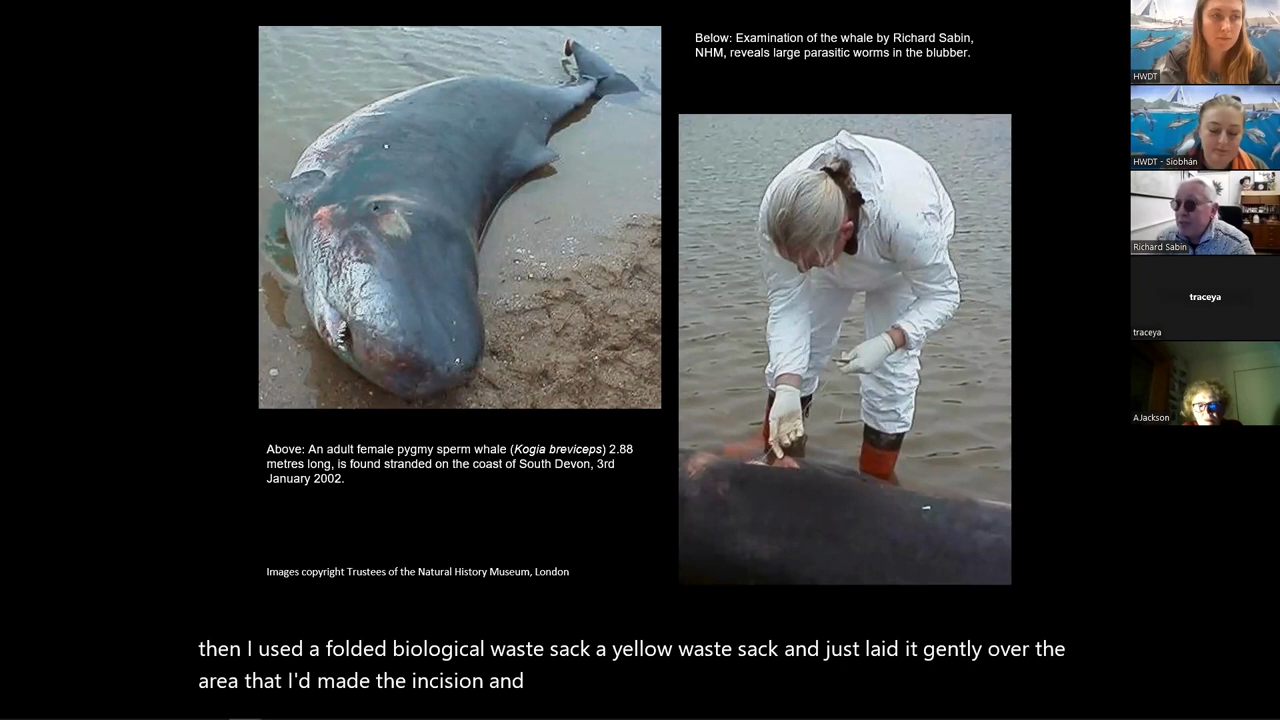 Below: Examination of the whale by Richard Sabin,
NHM, reveals large parasitic worms in the blubber.
Above: An adult female pygmy sperm whale (Kogia breviceps) 2.88
metres long, is found stranded on the coast of South Devon, 3rd
January 2002.
Images copyright Trustees of the Natural History Museum, London
then I used a folded biological waste sack a yellow waste sack and just laid it gently over the
area that I'd made the incision and
HWDT
HWDT - Siobhán
Richard Sabin
traceya
traceya
AJackson